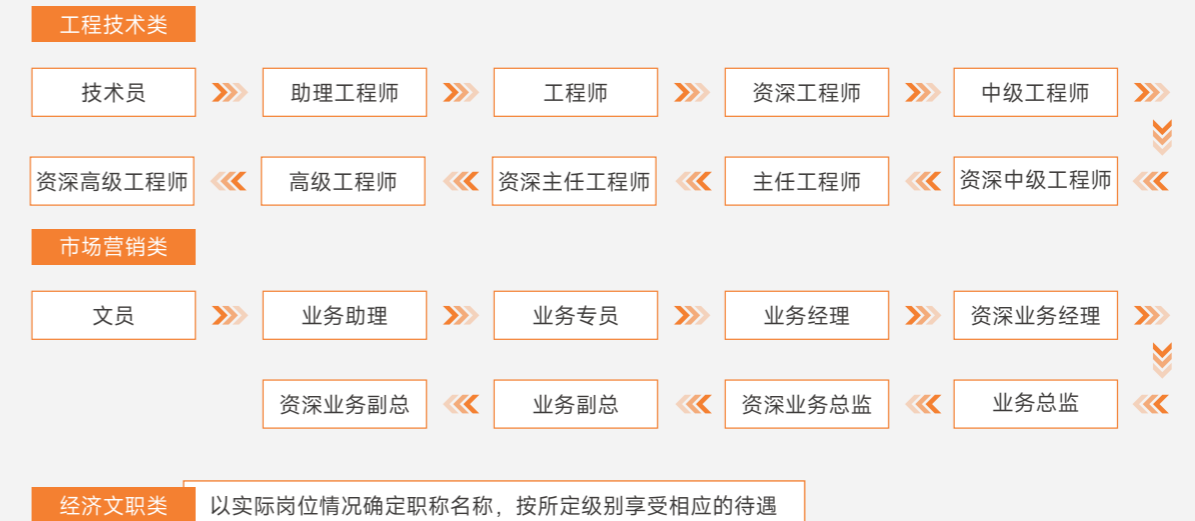 工程技术类
技术员 助理工程师 工程师 资深工程师 中级工程师
资深高级工程师 高级工程师 资深主任工程师 主任工程师 资深中级工程师
市场营销类
文员 业务助理 业务专员 业务经理 资深业务经理
资深业务副总 业务副总 资深业务总监 业务总监
经济文职类 以实际岗位情况确定职称名称，按所定级别享受相应的待遇